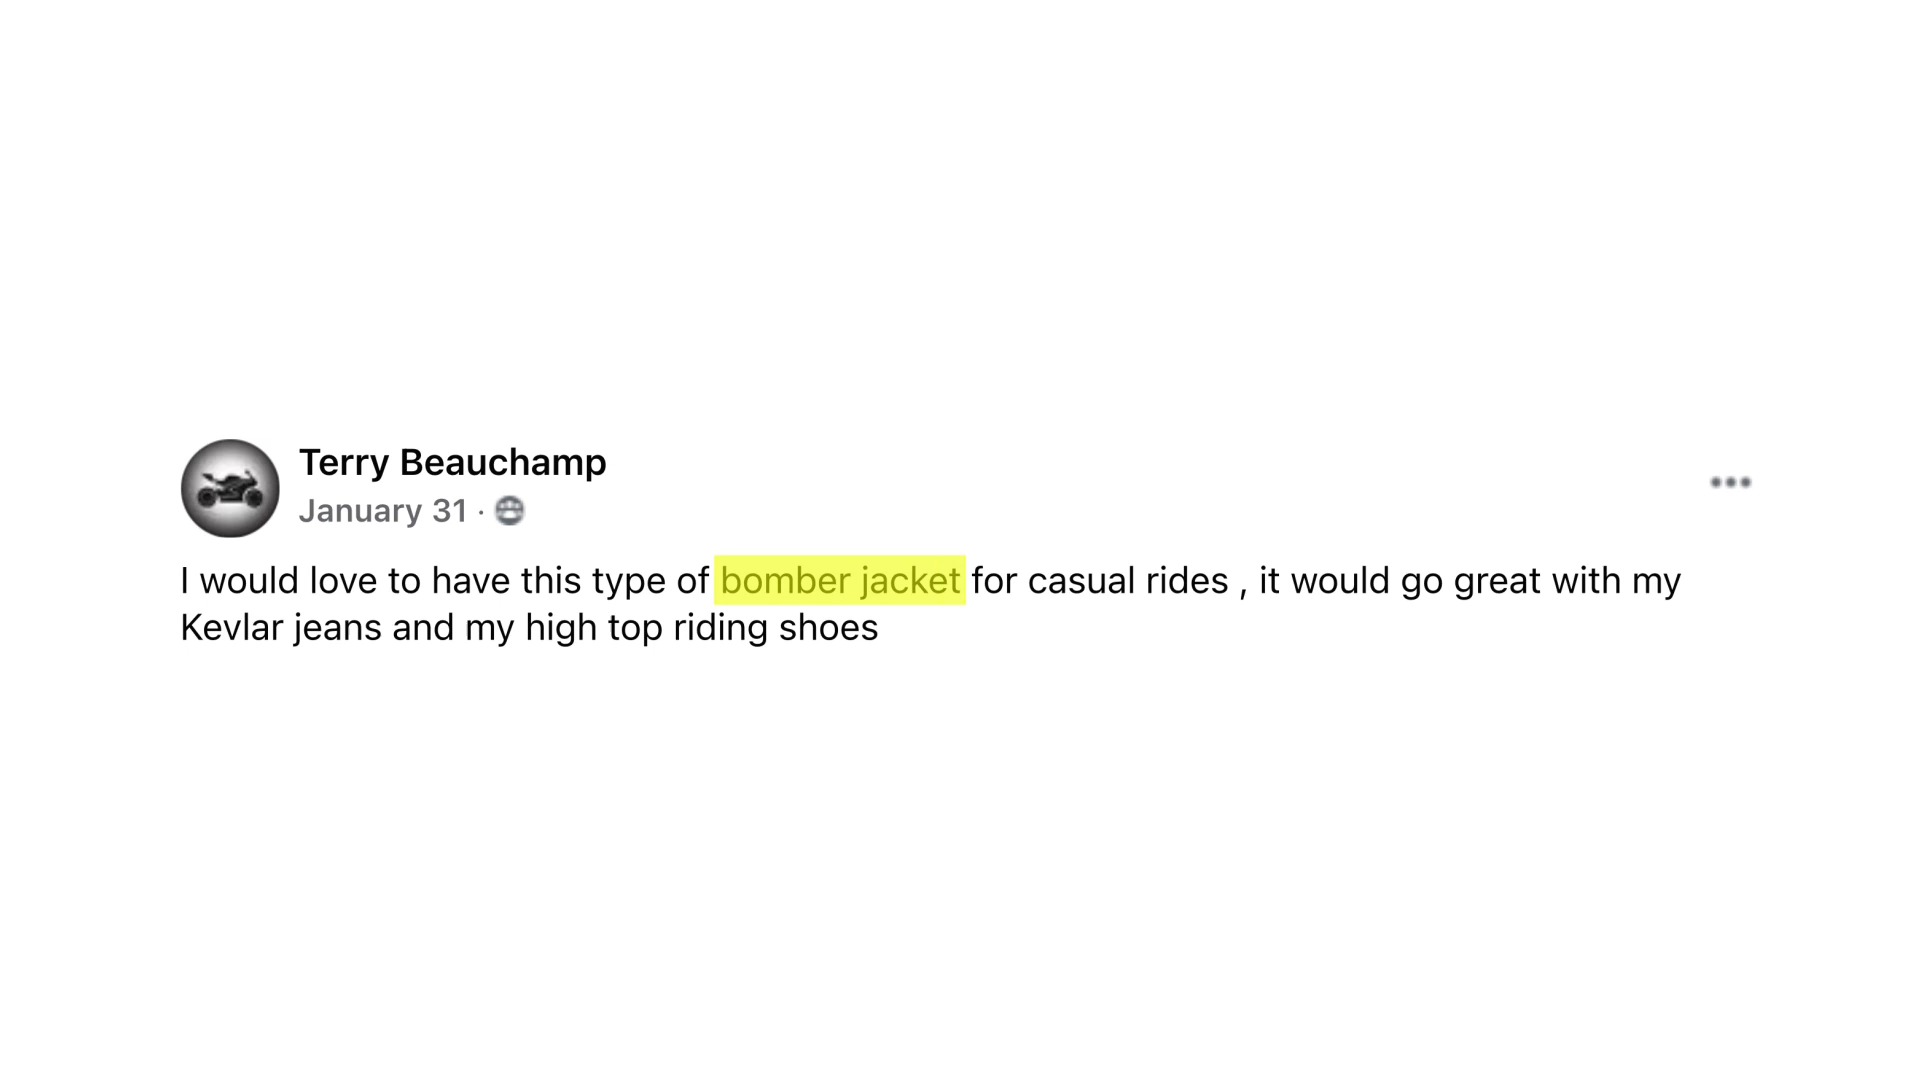 Terry Beauchamp
January 31 ·
I would love to have this type of bomber jacket for casual rides , it would go great with my
Kevlar jeans and my high top riding shoes